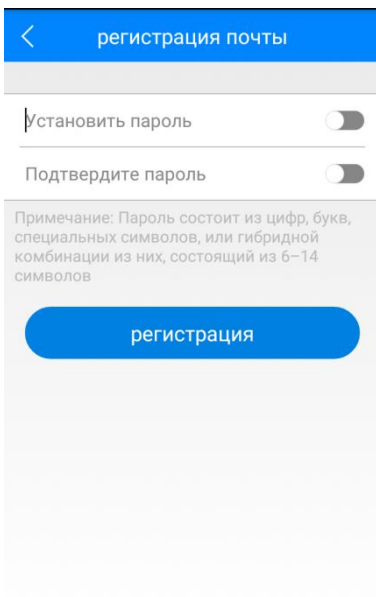 регистрация почты
Установить пароль
Подтвердите пароль
Примечание: Пароль состоит из цифр, букв,
специальных символов, или гибридной
комбинации из них, состоящий из 6–14
символов
регистрация